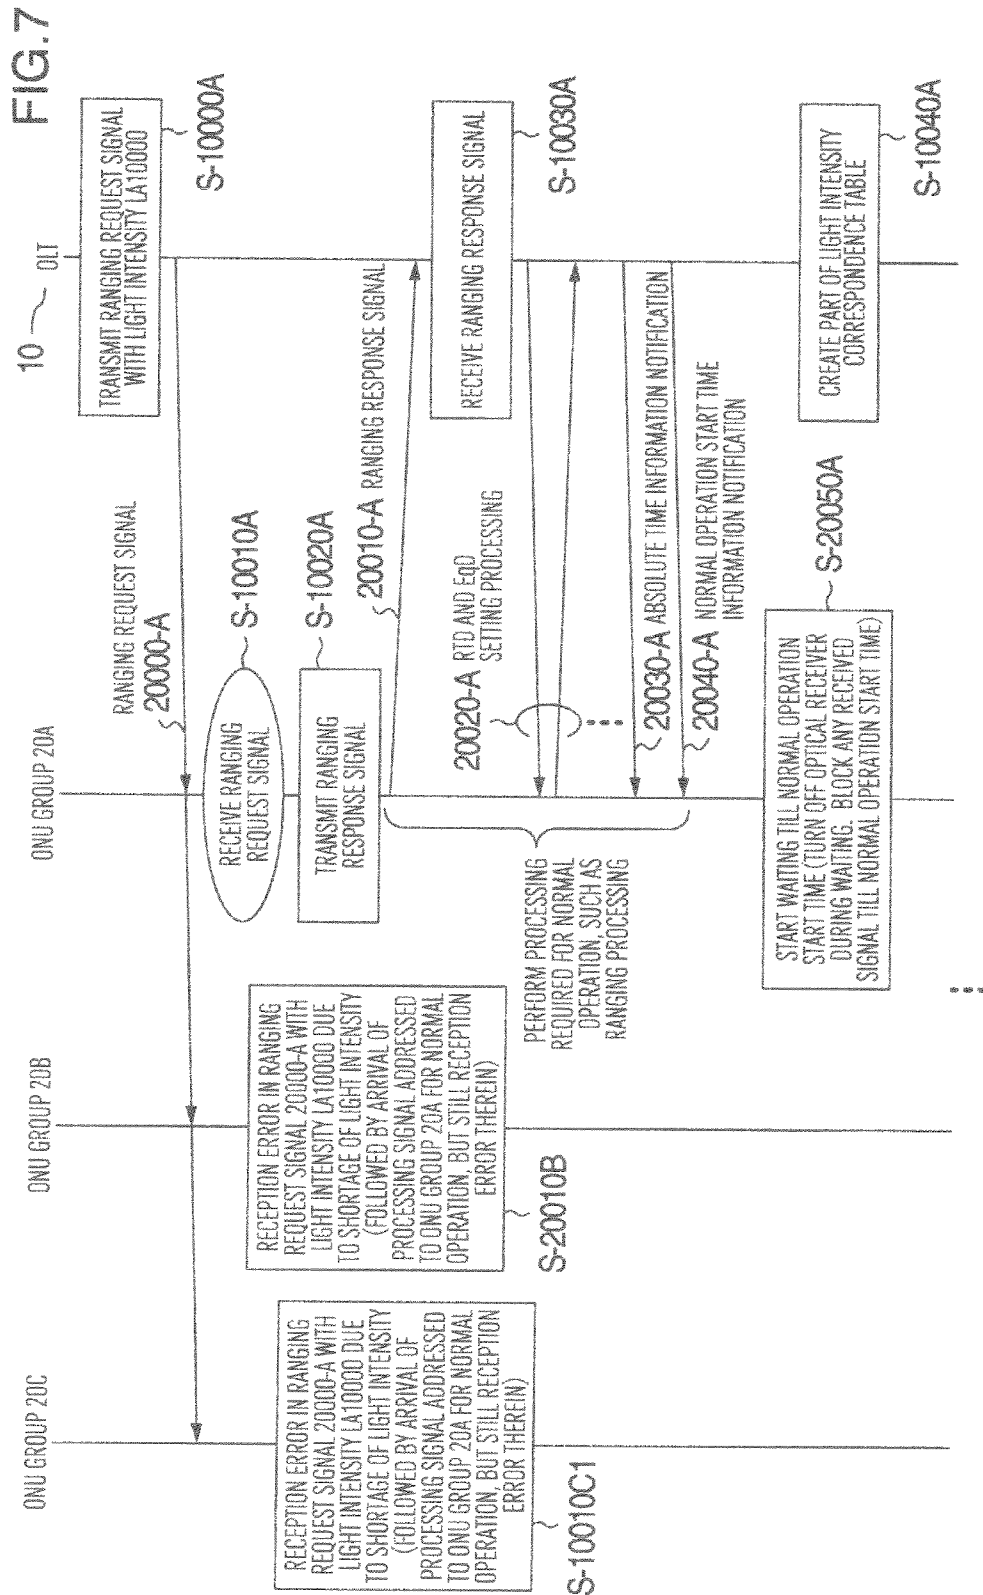 FIG.7
ONU GROUP 20C
ONU GROUP 20B
ONU GROUP 20A
10
OLT
TRANSMIT RANGING REQUEST SIGNAL
WITH LIGHT INTENSITY LA10000
S-10000A
RANGING REQUEST SIGNAL
20000-A
RECEIVE RANGING
REQUEST SIGNAL
S-10010A
TRANSMIT RANGING
RESPONSE SIGNAL
S-10020A
20010-A RANGING RESPONSE SIGNAL
RECEPTION ERROR IN RANGING
REQUEST SIGNAL 20000-A WITH
LIGHT INTENSITY LA10000 DUE
TO SHORTAGE OF LIGHT INTENSITY
(FOLLOWED BY ARRIVAL OF
PROCESSING SIGNAL ADDRESSED
TO ONU GROUP 20A FOR NORMAL
OPERATION, BUT STILL RECEPTION
ERROR THEREIN)
S-20010B
RECEPTION ERROR IN RANGING
REQUEST SIGNAL 20000-A WITH
LIGHT INTENSITY LA10000 DUE
TO SHORTAGE OF LIGHT INTENSITY
(FOLLOWED BY ARRIVAL OF
PROCESSING SIGNAL ADDRESSED
TO ONU GROUP 20A FOR NORMAL
OPERATION, BUT STILL RECEPTION
ERROR THEREIN)
S-10010C1
RECEIVE RANGING RESPONSE SIGNAL
S-10030A
20020-A RTD AND EqD
SETTING PROCESSING
PERFORM PROCESSING
REQUIRED FOR NORMAL
OPERATION, SUCH AS
RANGING PROCESSING
20030-A ABSOLUTE TIME INFORMATION NOTIFICATION
20040-A NORMAL OPERATION START TIME
INFORMATION NOTIFICATION
START WAITING TILL NORMAL OPERATION
START TIME (TURN OFF OPTICAL RECEIVER
DURING WAITING. BLOCK ANY RECEIVED
SIGNAL TILL NORMAL OPERATION START TIME)
S-20050A
CREATE PART OF LIGHT INTENSITY
CORRESPONDENCE TABLE
S-10040A